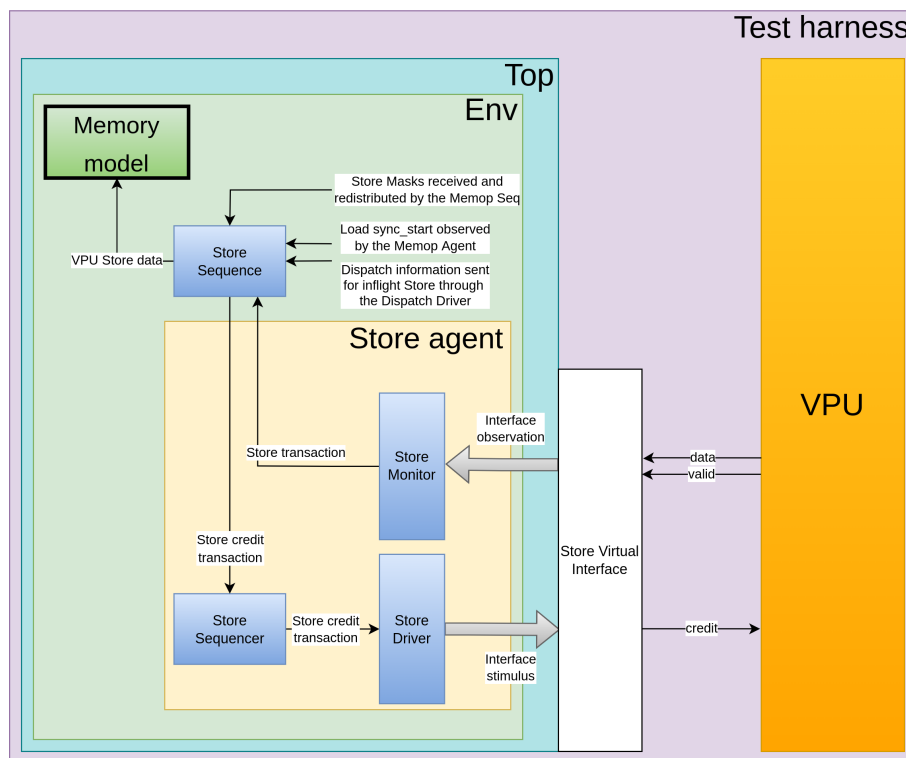 Test harness
Top
Env
Memory
model
Store Masks received and
redistributed by the Memop Seq
Load sync_start observed
by the Memop Agent
Dispatch information sent
for inflight Store through
the Dispatch Driver
Store
Sequence
VPU Store data
Store agent
Interface
observation
Store
Monitor
Store transaction
VPU
data
valid
Store credit
transaction
Store Virtual
Interface
Store
Sequencer
Store credit
transaction
Store
Driver
credit
Interface
stimulus